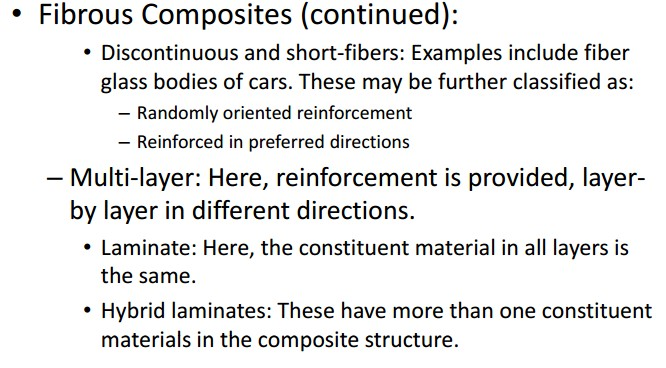 • Fibrous Composites (continued):
• Discontinuous and short-fibers: Examples include fiber
glass bodies of cars. These may be further classified as:
– Randomly oriented reinforcement
– Reinforced in preferred directions
– Multi-layer: Here, reinforcement is provided, layer-
by layer in different directions.
• Laminate: Here, the constituent material in all layers is
the same.
• Hybrid laminates: These have more than one constituent
materials in the composite structure.